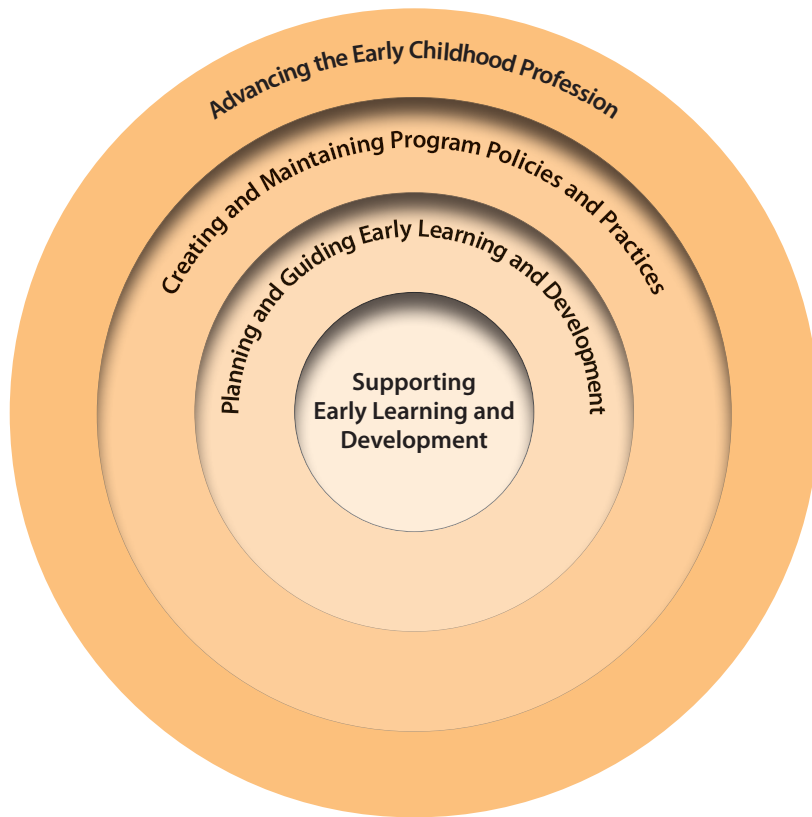 Advancing the Early Childhood Profession
Creating and Maintaining Program Policies and Practices
Planning and Guiding Early Learning and Development
Supporting
Early Learning and
Development